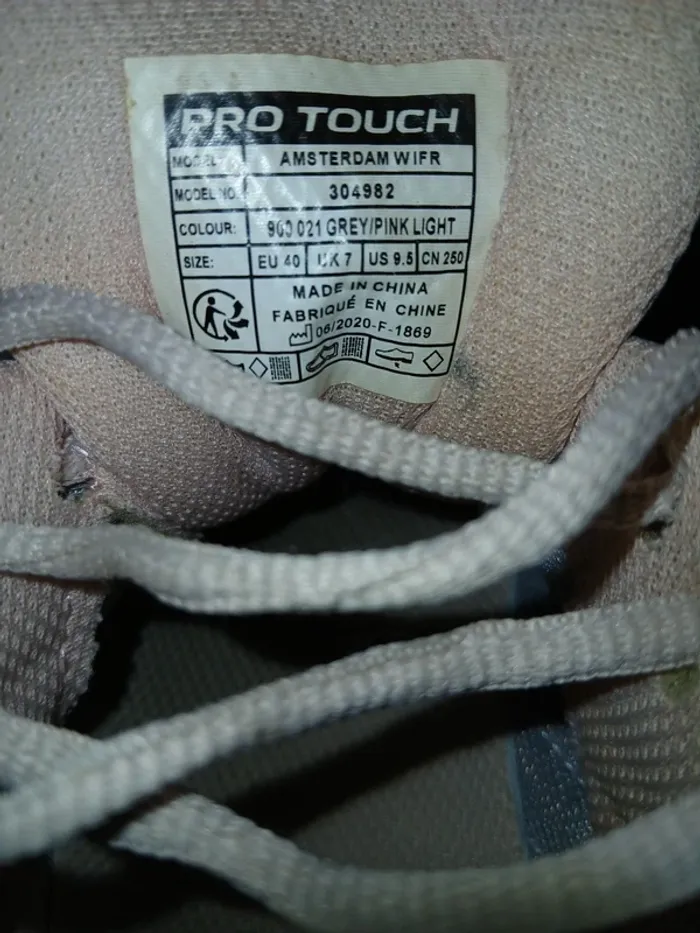 PRO TOUCH
MODEL: AMSTERDAM W IFR
MODEL NO. 304982
COLOUR: 900 021 GREY/PINK LIGHT
SIZE: EU 40 UK 7 US 9.5 CN 250
MADE IN CHINA
FABRIQUÉ EN CHINE
06/2020-F-1869